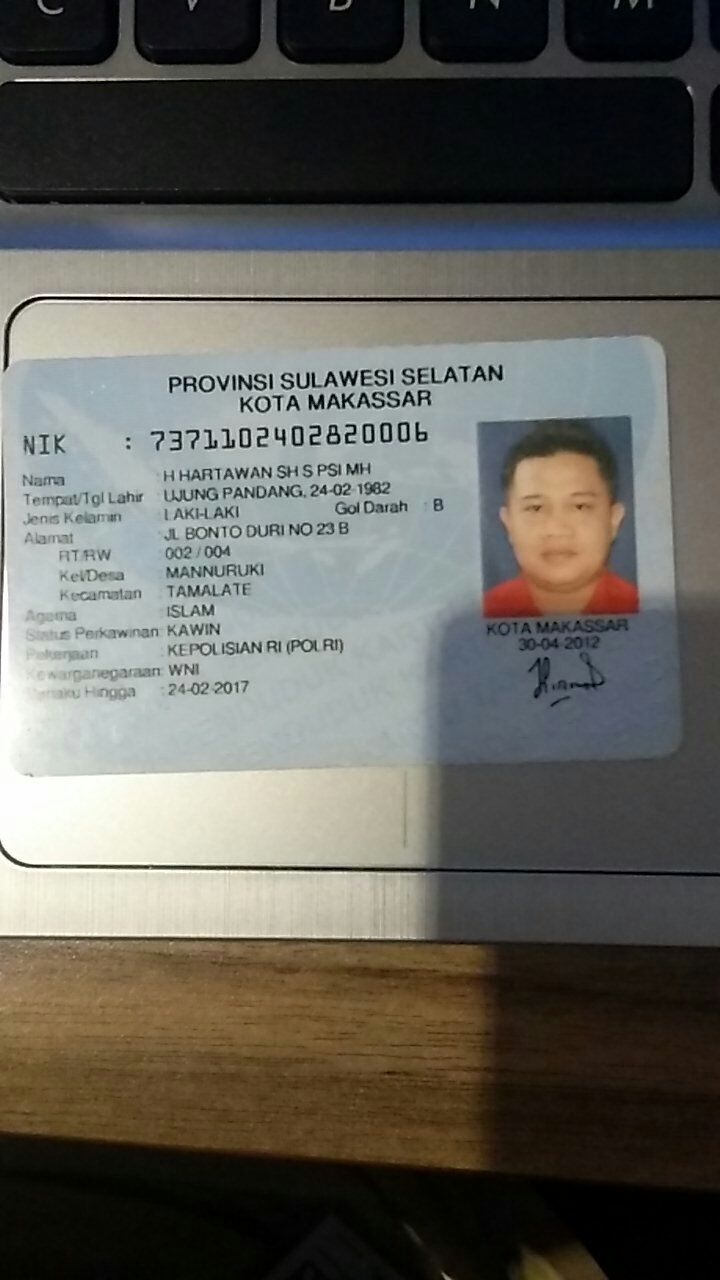 C V B N M
PROVINSI SULAWESI SELATAN
KOTA MAKASSAR
NIK : 7371102402820006
Nama : H HARTAWAN SH S PSI MH
Tempat/Tgl Lahir : UJUNG PANDANG, 24-02-1982
Jenis Kelamin : LAKI-LAKI Gol Darah : B
Alamat : JL BONTO DURI NO 23 B
RT/RW : 002 / 004
Kel/Desa : MANNURUKI
Kecamatan : TAMALATE
Agama : ISLAM
Status Perkawinan: KAWIN
Pekerjaan : KEPOLISIAN RI (POLRI)
Kewarganegaraan: WNI
Berlaku Hingga : 24-02-2017
KOTA MAKASSAR
30-04-2012